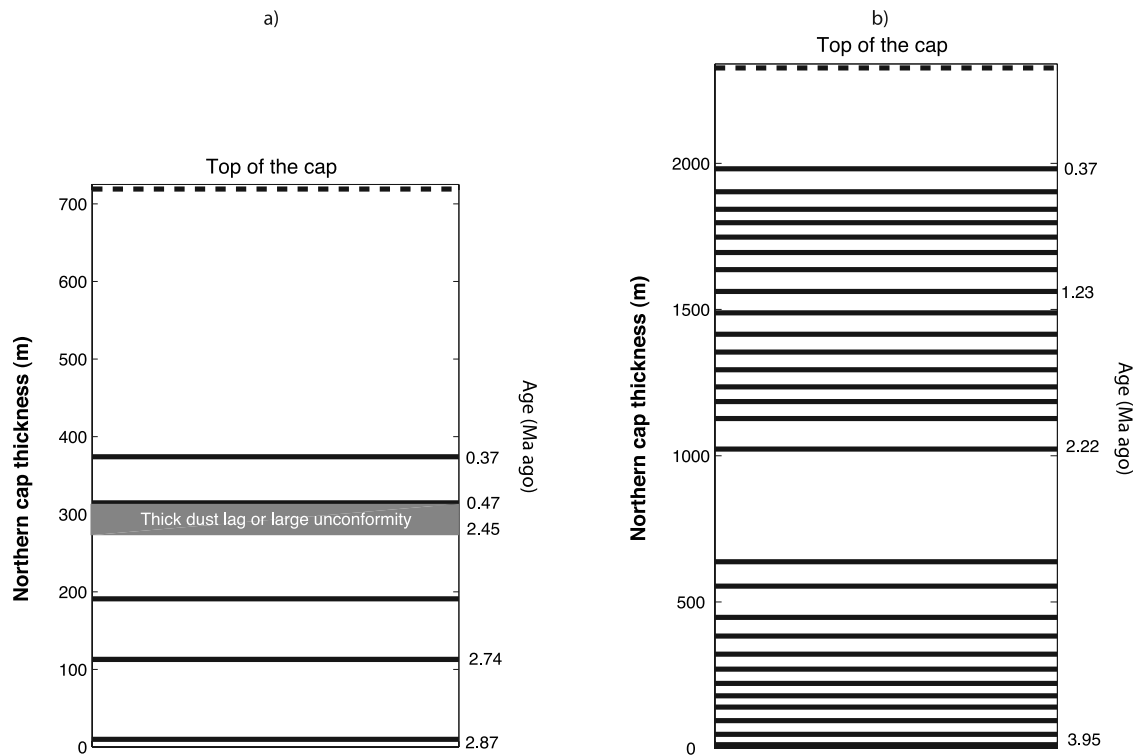 a)
Top of the cap
700
600
500
400
300
200
100
0
Northern cap thickness (m)
0.37
0.47
Thick dust lag or large unconformity
2.45
2.74
2.87
Age (Ma ago)
b)
Top of the cap
2000
1500
1000
500
0
Northern cap thickness (m)
0.37
1.23
2.22
3.95
Age (Ma ago)